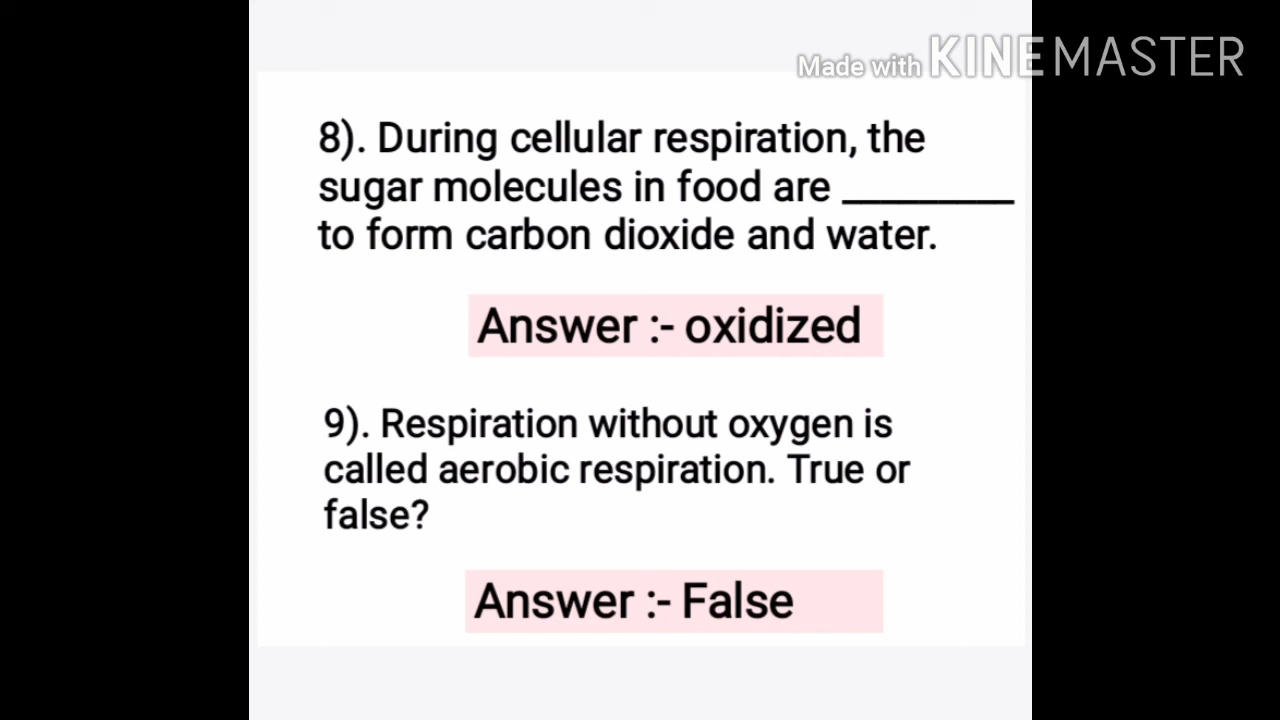 Made with KINEMASTER
8). During cellular respiration, the
sugar molecules in food are _________
to form carbon dioxide and water.
Answer :- oxidized
9). Respiration without oxygen is
called aerobic respiration. True or
false?
Answer :- False